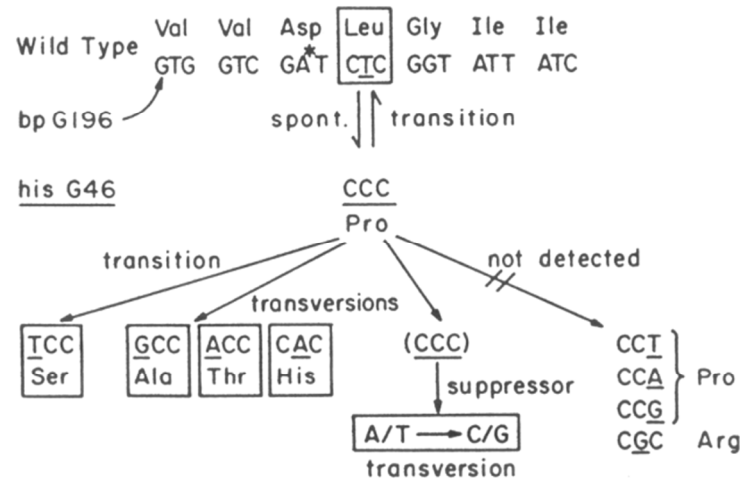 Val Val Asp Leu Gly Ile Ile
Wild Type GTG GTC GA*T CTC GGT ATT ATC
bp G196
spont. transition
his G46
CCC
Pro
transition
not detected
transversions
TCC GCC ACC CAC (CCC) CCT
Ser Ala Thr His
suppressor
CCA Pro
CCG
A/T → C/G
CGC Arg
transversion